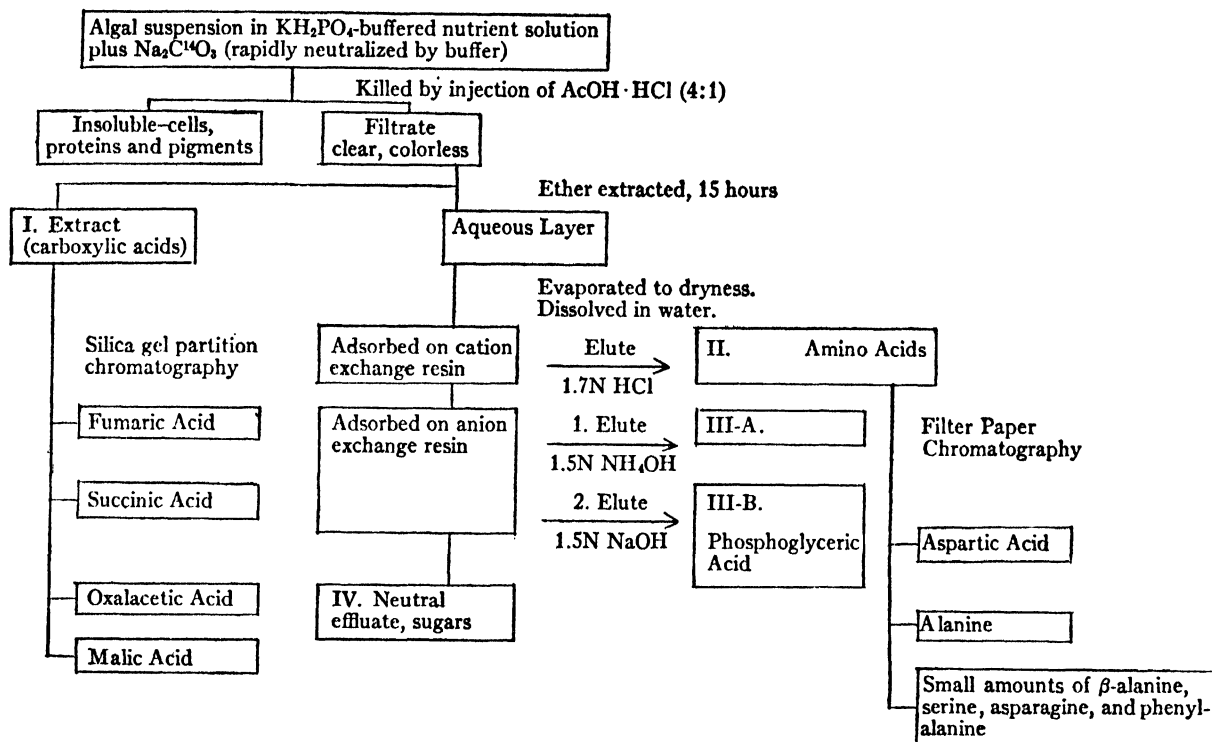 Algal suspension in KH₂PO₄-buffered nutrient solution
plus Na₂C¹⁴O₃ (rapidly neutralized by buffer)
Killed by injection of AcOH·HCl (4:1)
Insoluble-cells,
proteins and pigments
Filtrate
clear, colorless
Ether extracted, 15 hours
I. Extract
(carboxylic acids)
Aqueous Layer
Evaporated to dryness.
Dissolved in water.
Silica gel partition
chromatography
Adsorbed on cation
exchange resin
Elute
1.7N HCl
II. Amino Acids
Fumaric Acid
Adsorbed on anion
exchange resin
1. Elute
1.5N NH₄OH
III-A.
Filter Paper
Chromatography
Succinic Acid
2. Elute
1.5N NaOH
III-B.
Phosphoglyceric
Acid
Aspartic Acid
Oxalacetic Acid
IV. Neutral
effluate, sugars
Alanine
Malic Acid
Small amounts of β-alanine,
serine, asparagine, and phenyl-
alanine